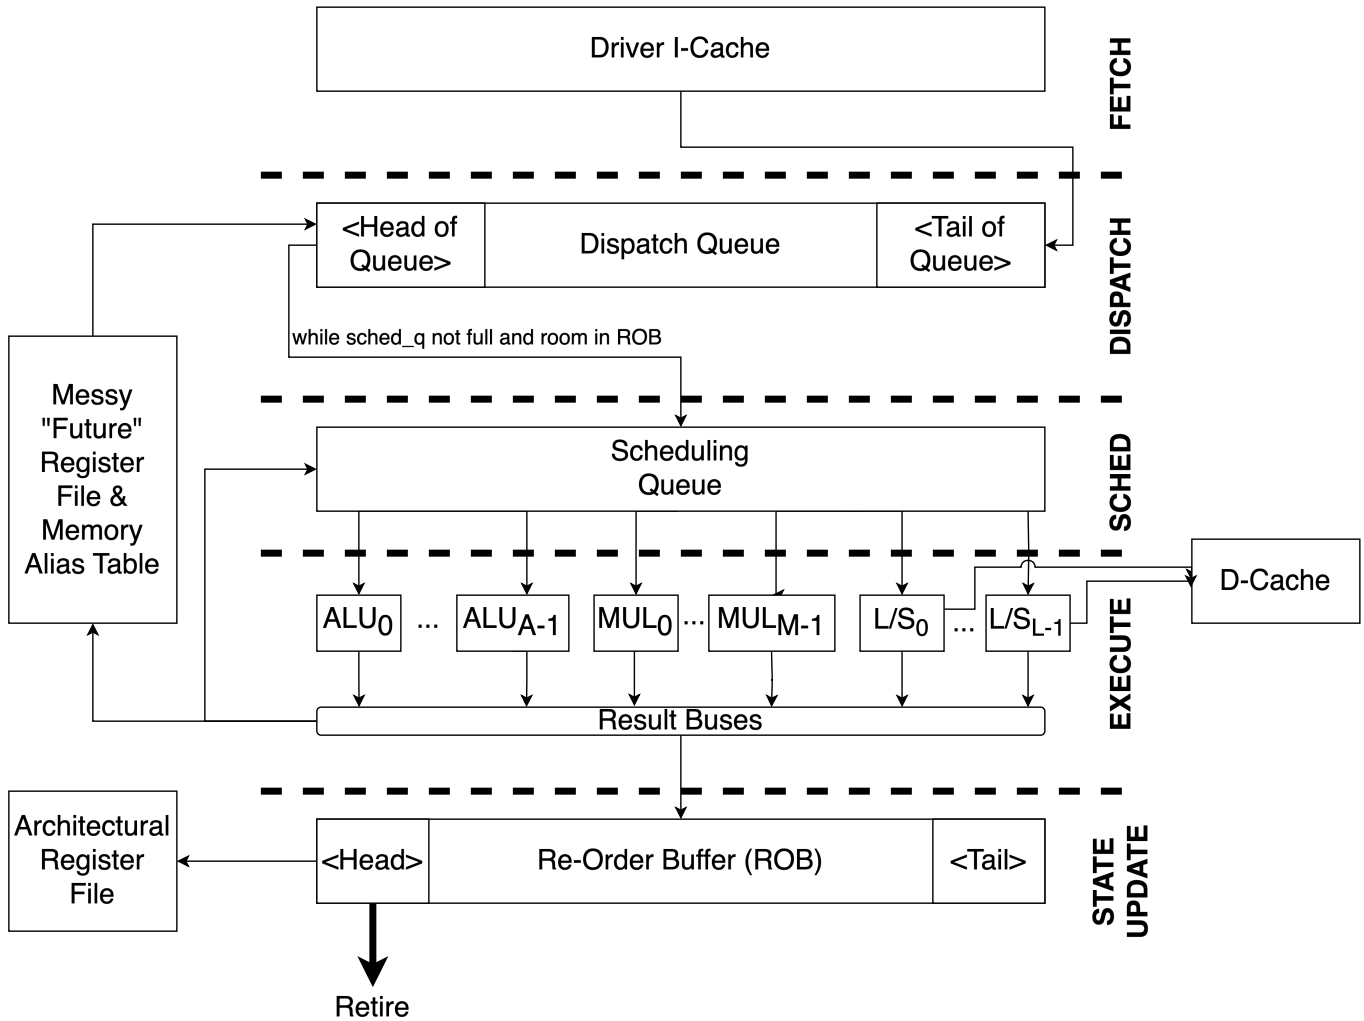 Driver I-Cache
FETCH
<Head of
Queue>
Dispatch Queue
<Tail of
Queue>
DISPATCH
while sched_q not full and room in ROB
Messy
"Future"
Register
File &
Memory
Alias Table
Scheduling
Queue
SCHED
D-Cache
ALU0
...
ALUA-1
MUL0
...
MULM-1
L/S0
...
L/SL-1
EXECUTE
Result Buses
Architectural
Register
File
<Head>
Re-Order Buffer (ROB)
<Tail>
STATE
UPDATE
Retire